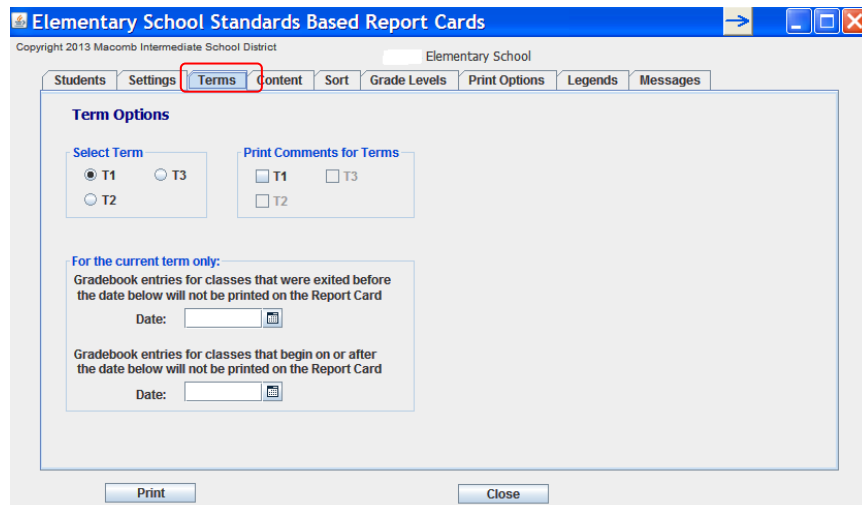 Elementary School Standards Based Report Cards
Copyright 2013 Macomb Intermediate School District
Elementary School
Students Settings Terms Content Sort Grade Levels Print Options Legends Messages
Term Options
Select Term
T1 T3
T2
Print Comments for Terms
T1 T3
T2
For the current term only:
Gradebook entries for classes that were exited before
the date below will not be printed on the Report Card
Date:
Gradebook entries for classes that begin on or after
the date below will not be printed on the Report Card
Date:
Print Close